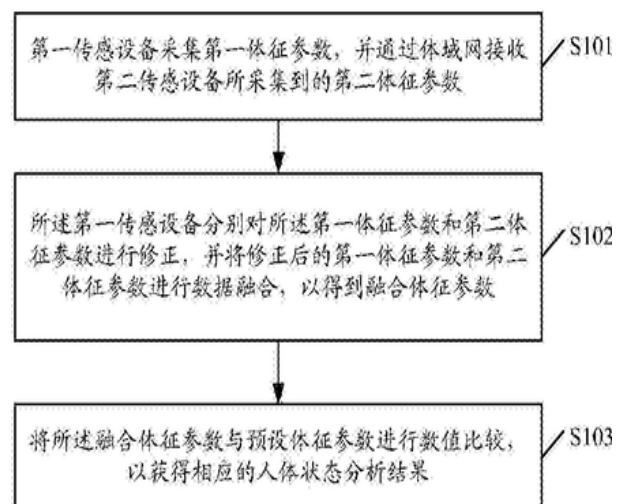 第一传感设备采集第一体征参数，并通过体域网接收
第二传感设备所采集到的第二体征参数
S101
所述第一传感设备分别对所述第一体征参数和第二体
征参数进行修正，并将修正后的第一体征参数和第二
体征参数进行数据融合，以得到融合体征参数
S102
将所述融合体征参数与预设体征参数进行数值比较，
以获得相应的人体状态分析结果
S103